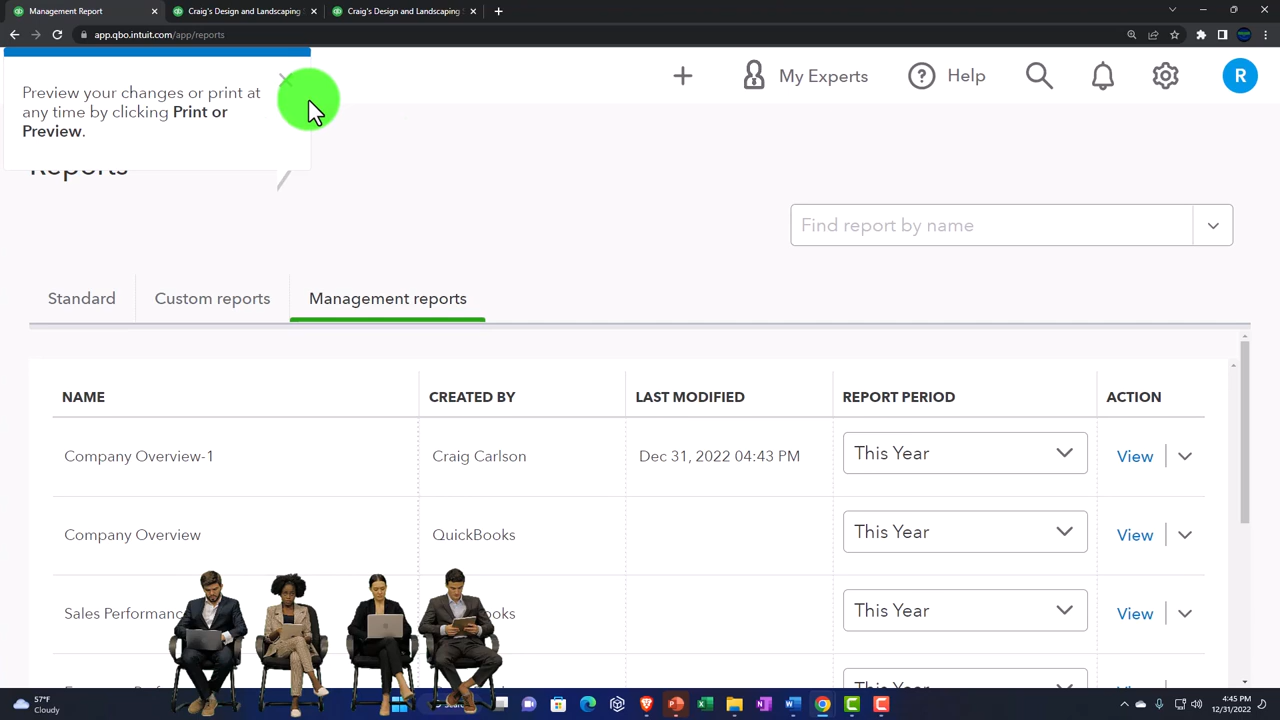 Management Report
Craig's Design and Landscaping
Craig's Design and Landscaping
app.qbo.intuit.com/app/reports
Preview your changes or print at
any time by clicking Print or
Preview.
My Experts
Help
R
Reports
Find report by name
Standard
Custom reports
Management reports
NAME
CREATED BY
LAST MODIFIED
REPORT PERIOD
ACTION
Company Overview-1
Craig Carlson
Dec 31, 2022 04:43 PM
This Year
View
Company Overview
QuickBooks
This Year
View
Sales Performanc
ooks
This Year
View
57°F
Cloudy
4:45 PM
12/31/2022